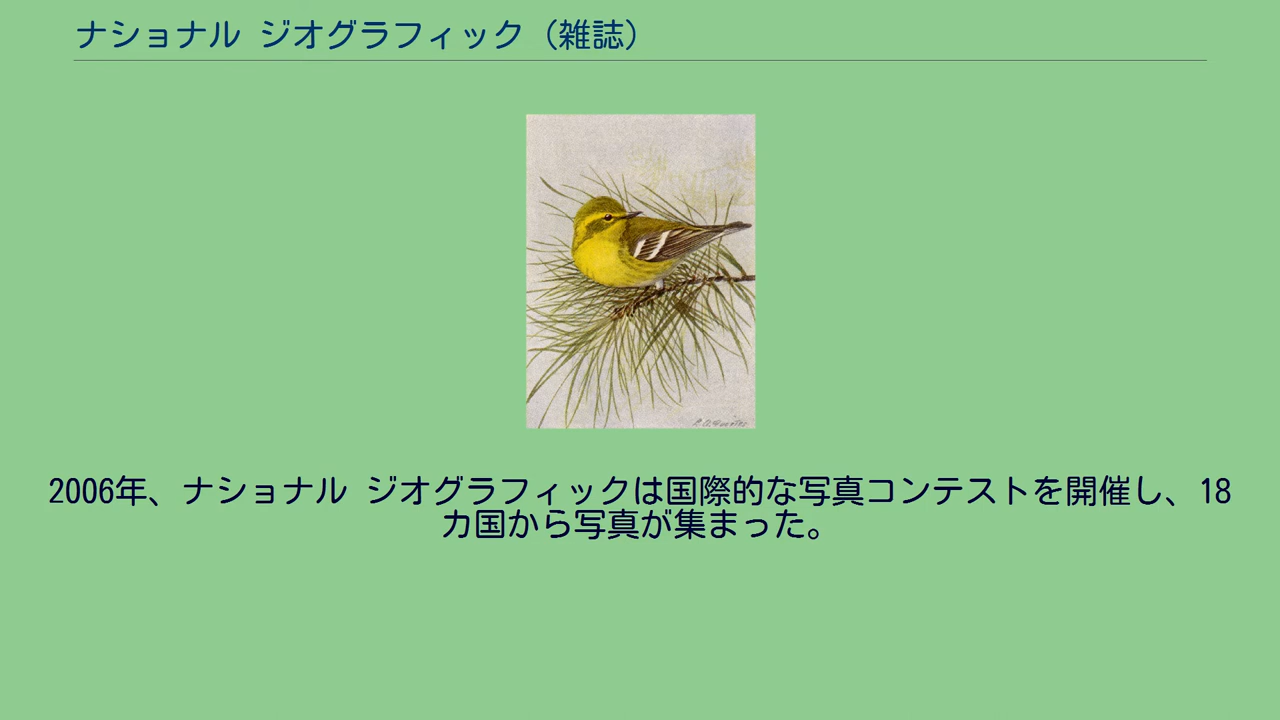 ナショナル ジオグラフィック（雑誌）
2006年、ナショナル ジオグラフィックは国際的な写真コンテストを開催し、18
カ国から写真が集まった。